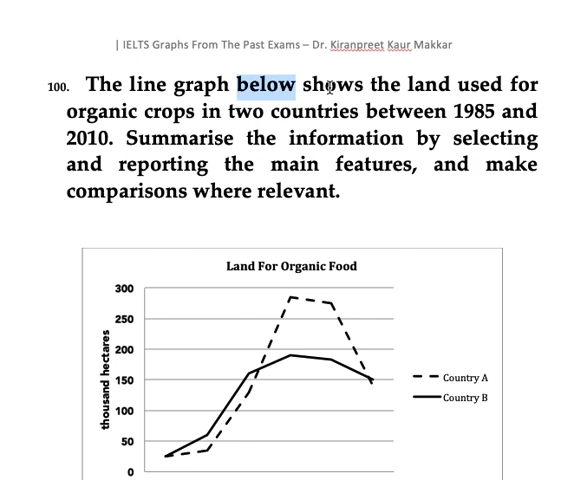 | IELTS Graphs From The Past Exams – Dr. Kiranpreet Kaur Makkar
100. The line graph below shows the land used for
organic crops in two countries between 1985 and
2010. Summarise the information by selecting
and reporting the main features, and make
comparisons where relevant.
Land For Organic Food
300
250
200
150
100
50
0
thousand hectares
Country A
Country B